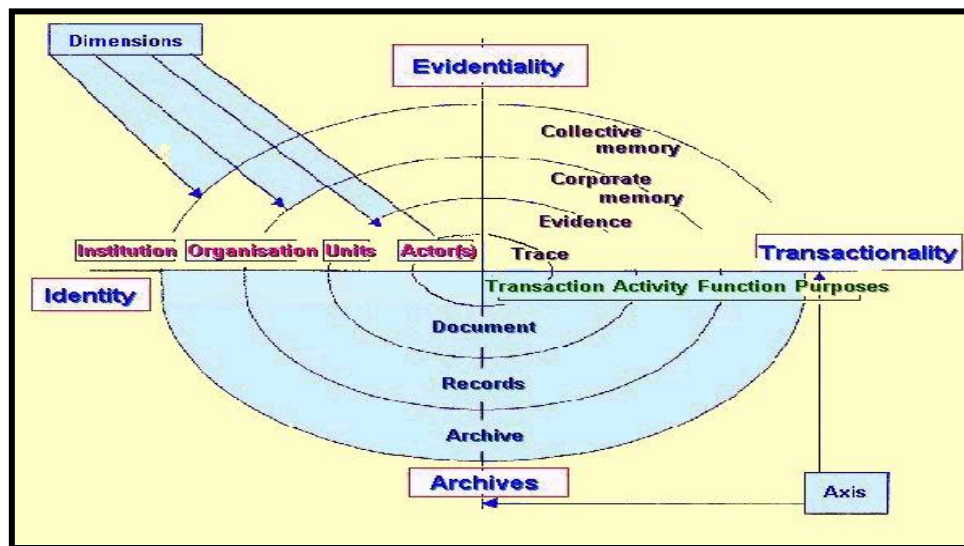 Dimensions
Evidentiality
Collective
memory
Corporate
memory
Evidence
Institution Organisation Units Actor(s) Trace Transactionality
Identity
Transaction Activity Function Purposes
Document
Records
Archive
Archives
Axis